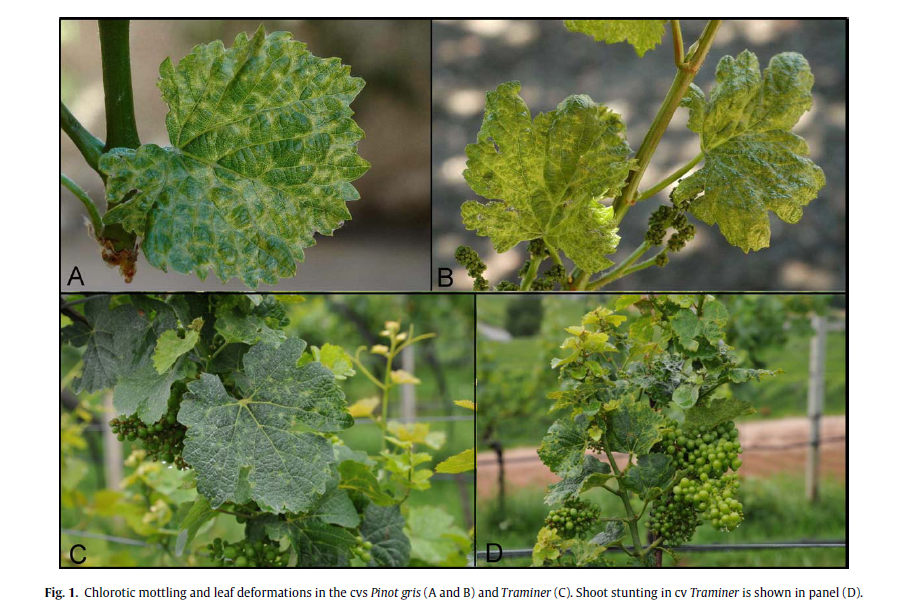 A
B
C
D
Fig. 1. Chlorotic mottling and leaf deformations in the cvs Pinot gris (A and B) and Traminer (C). Shoot stunting in cv Traminer is shown in panel (D).